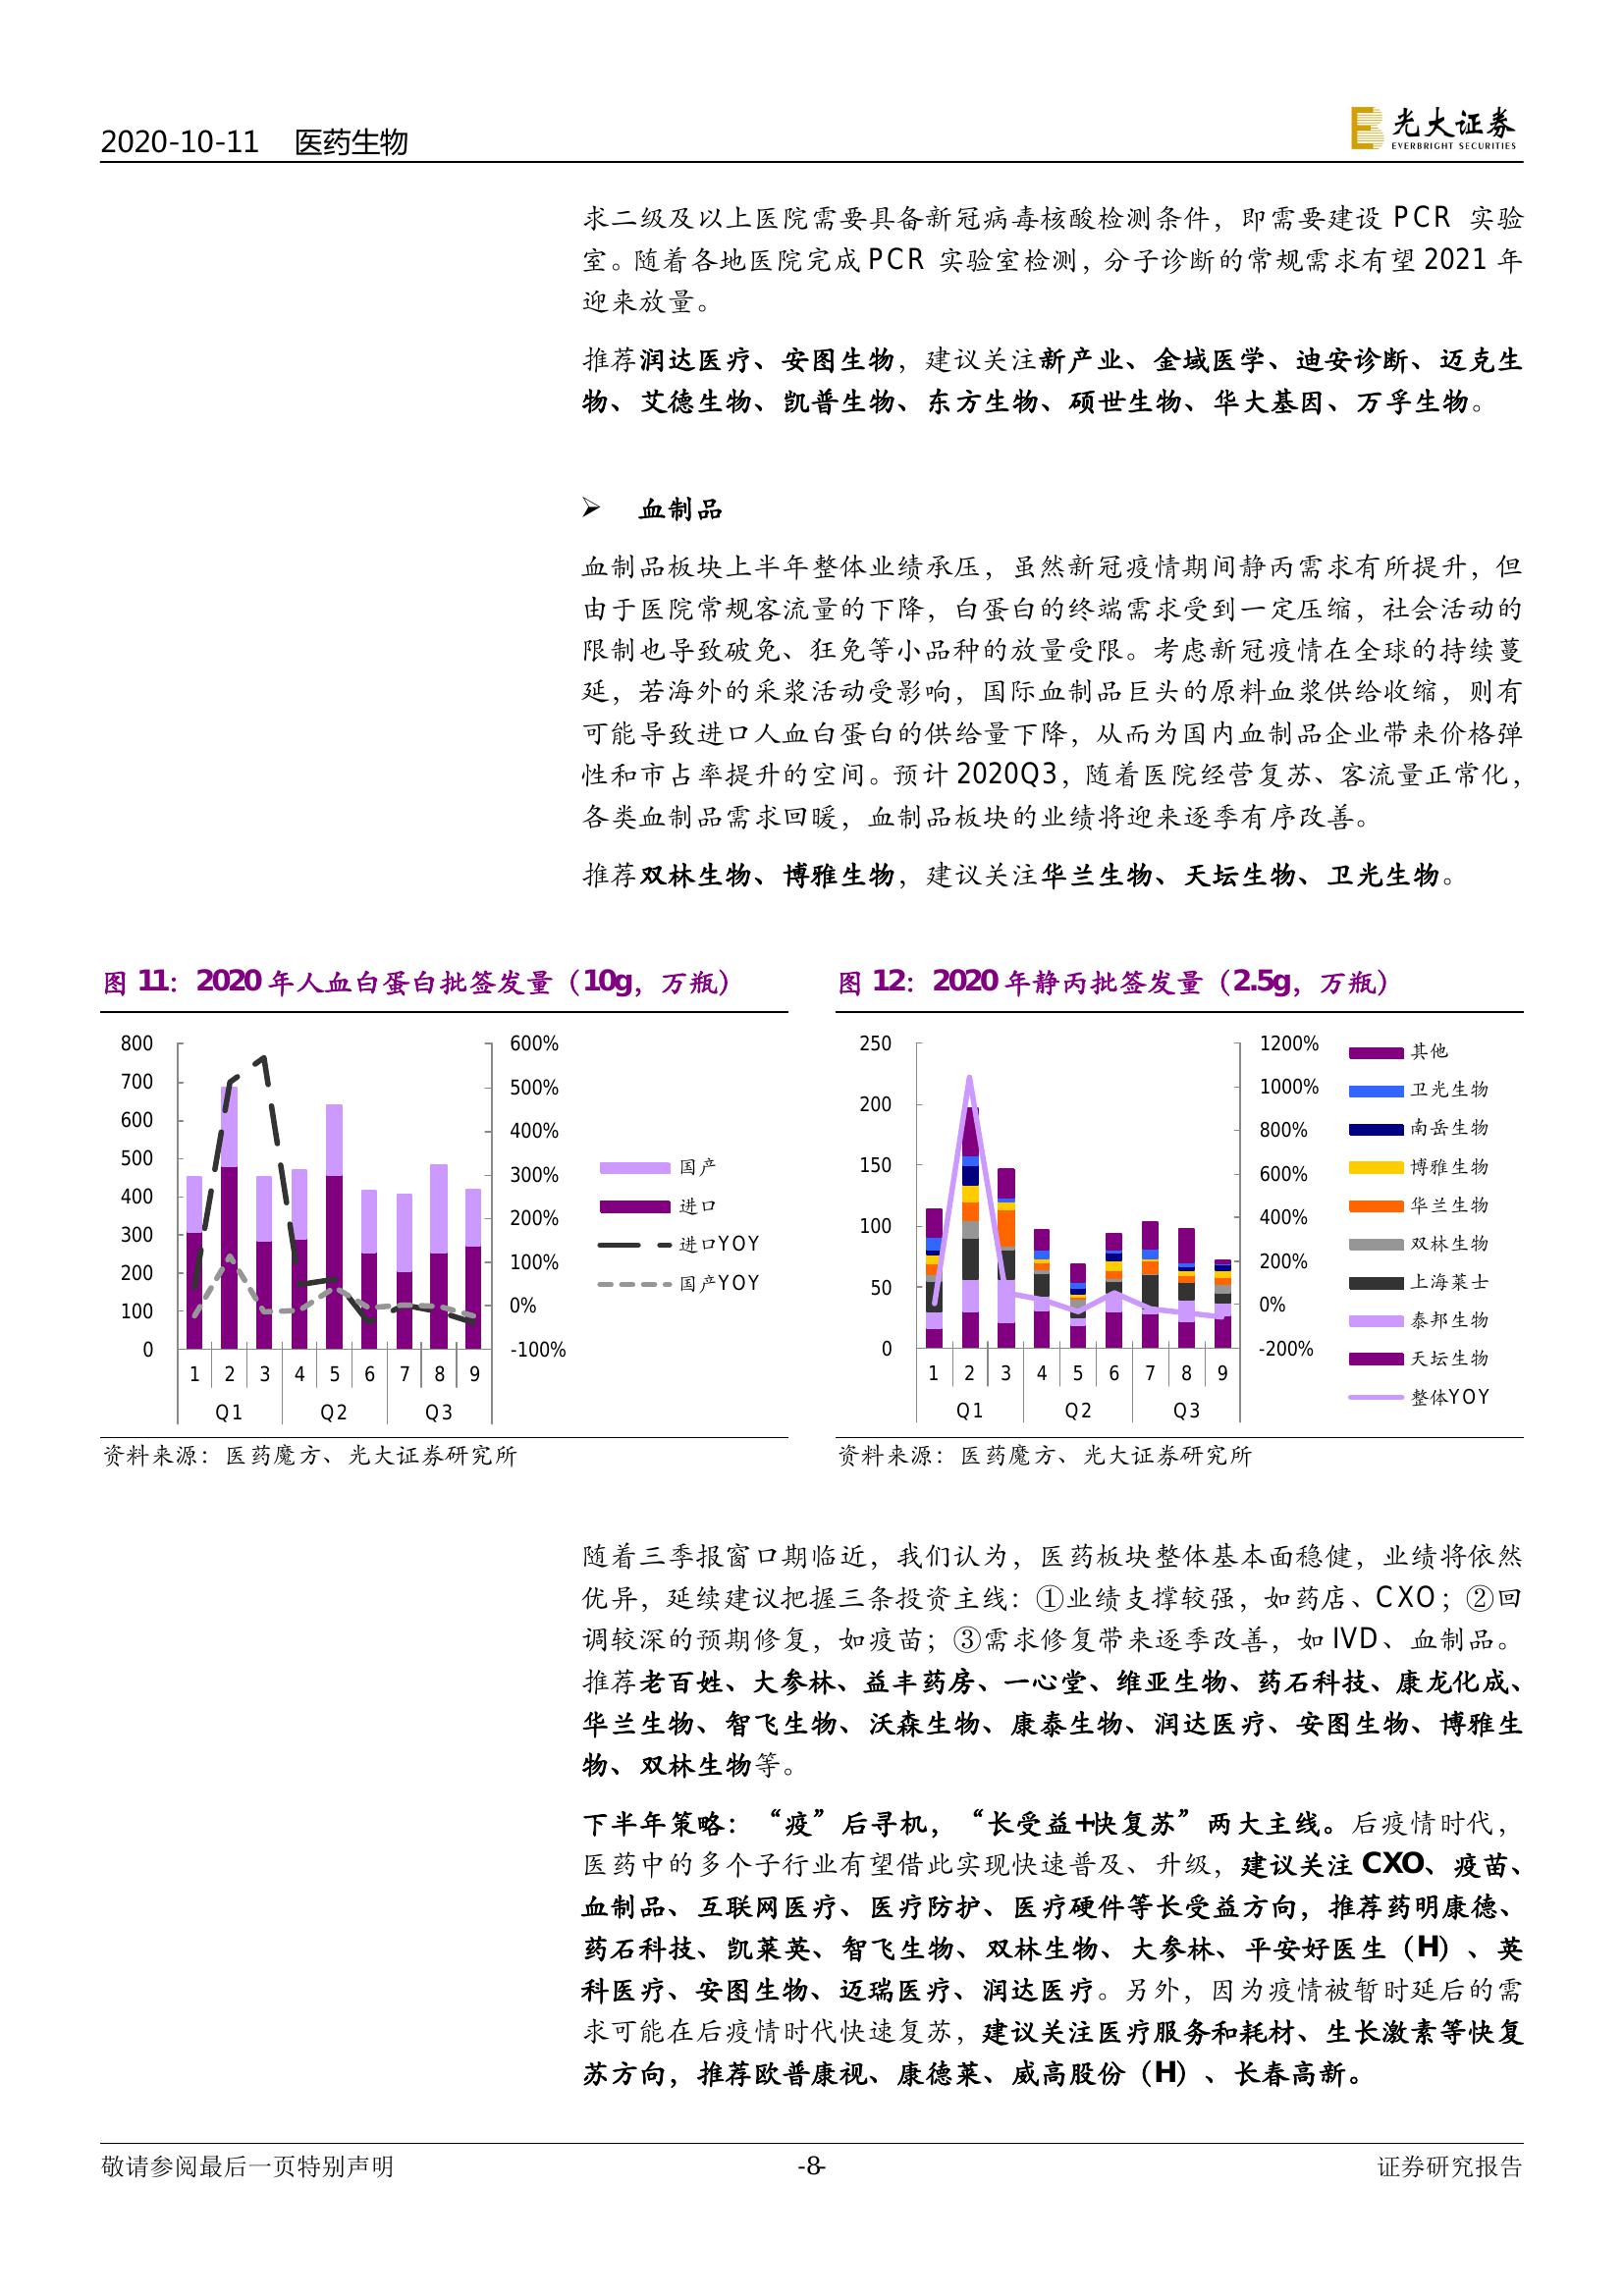 2020-10-11 医药生物
光大证券
EVERBRIGHT SECURITIES
求二级及以上医院需要具备新冠病毒核酸检测条件，即需要建设 PCR 实验
室。随着各地医院完成 PCR 实验室检测，分子诊断的常规需求有望 2021 年
迎来放量。
推荐润达医疗、安图生物，建议关注新产业、金域医学、迪安诊断、迈克生
物、艾德生物、凯普生物、东方生物、硕世生物、华大基因、万孚生物。
➢ 血制品
血制品板块上半年整体业绩承压，虽然新冠疫情期间静丙需求有所提升，但
由于医院常规客流量的下降，白蛋白的终端需求受到一定压缩，社会活动的
限制也导致破免、狂免等小品种的放量受限。考虑新冠疫情在全球的持续蔓
延，若海外的采浆活动受影响，国际血制品巨头的原料血浆供给收缩，则有
可能导致进口人血白蛋白的供给量下降，从而为国内血制品企业带来价格弹
性和市占率提升的空间。预计 2020Q3，随着医院经营复苏、客流量正常化，
各类血制品需求回暖，血制品板块的业绩将迎来逐季有序改善。
推荐双林生物、博雅生物，建议关注华兰生物、天坛生物、卫光生物。
图 11：2020 年人血白蛋白批签发量（10g，万瓶）
800
700
600
500
400
300
200
100
0
600%
500%
400%
300%
200%
100%
0%
-100%
1 2 3 4 5 6 7 8 9
Q1 Q2 Q3
国产
进口
进口YOY
国产YOY
资料来源：医药魔方、光大证券研究所
图 12：2020 年静丙批签发量（2.5g，万瓶）
250
200
150
100
50
0
1200%
1000%
800%
600%
400%
200%
0%
-200%
1 2 3 4 5 6 7 8 9
Q1 Q2 Q3
其他
卫光生物
南岳生物
博雅生物
华兰生物
双林生物
上海莱士
泰邦生物
天坛生物
整体YOY
资料来源：医药魔方、光大证券研究所
随着三季报窗口期临近，我们认为，医药板块整体基本面稳健，业绩将依然
优异，延续建议把握三条投资主线：①业绩支撑较强，如药店、CXO；②回
调较深的预期修复，如疫苗；③需求修复带来逐季改善，如 IVD、血制品。
推荐老百姓、大参林、益丰药房、一心堂、维亚生物、药石科技、康龙化成、
华兰生物、智飞生物、沃森生物、康泰生物、润达医疗、安图生物、博雅生
物、双林生物等。
下半年策略：“疫”后寻机，“长受益+快复苏”两大主线。后疫情时代，
医药中的多个子行业有望借此实现快速普及、升级，建议关注 CXO、疫苗、
血制品、互联网医疗、医疗防护、医疗硬件等长受益方向，推荐药明康德、
药石科技、凯莱英、智飞生物、双林生物、大参林、平安好医生（H）、英
科医疗、安图生物、迈瑞医疗、润达医疗。另外，因为疫情被暂时延后的需
求可能在后疫情时代快速复苏，建议关注医疗服务和耗材、生长激素等快复
苏方向，推荐欧普康视、康德莱、威高股份（H）、长春高新。
敬请参阅最后一页特别声明
-8-
证券研究报告